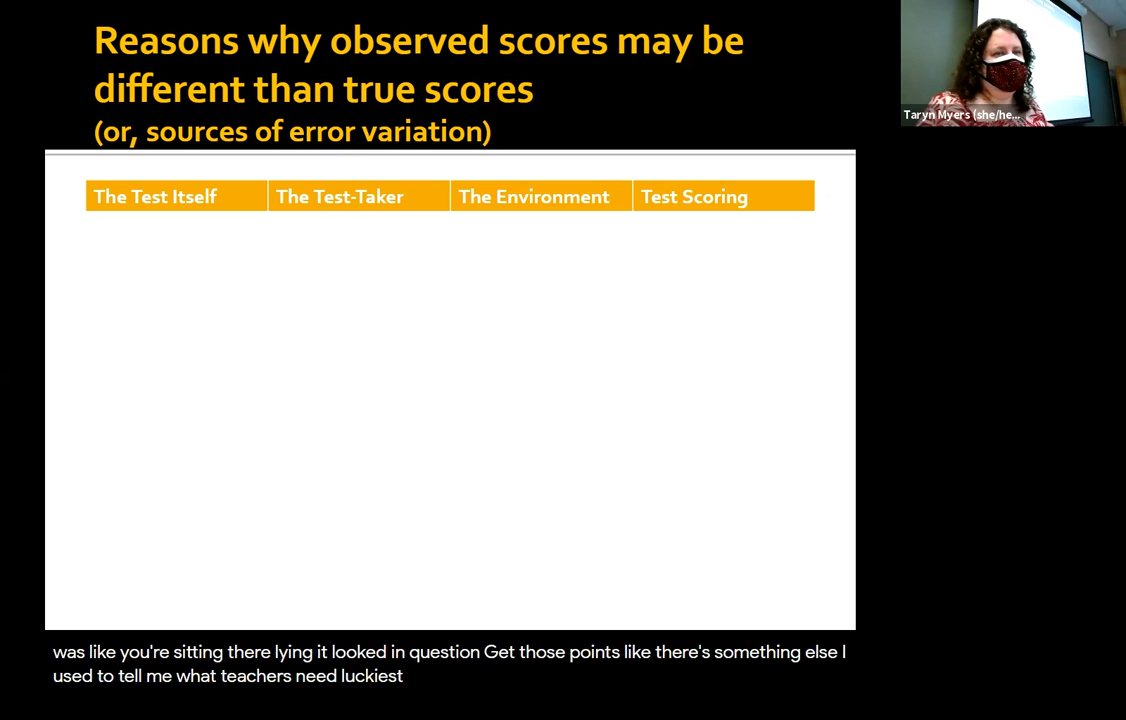 Reasons why observed scores may be
different than true scores
(or, sources of error variation)
Taryn Myers (she/he...
The Test Itself The Test-Taker The Environment Test Scoring
was like you're sitting there lying it looked in question Get those points like there's something else I
used to tell me what teachers need luckiest